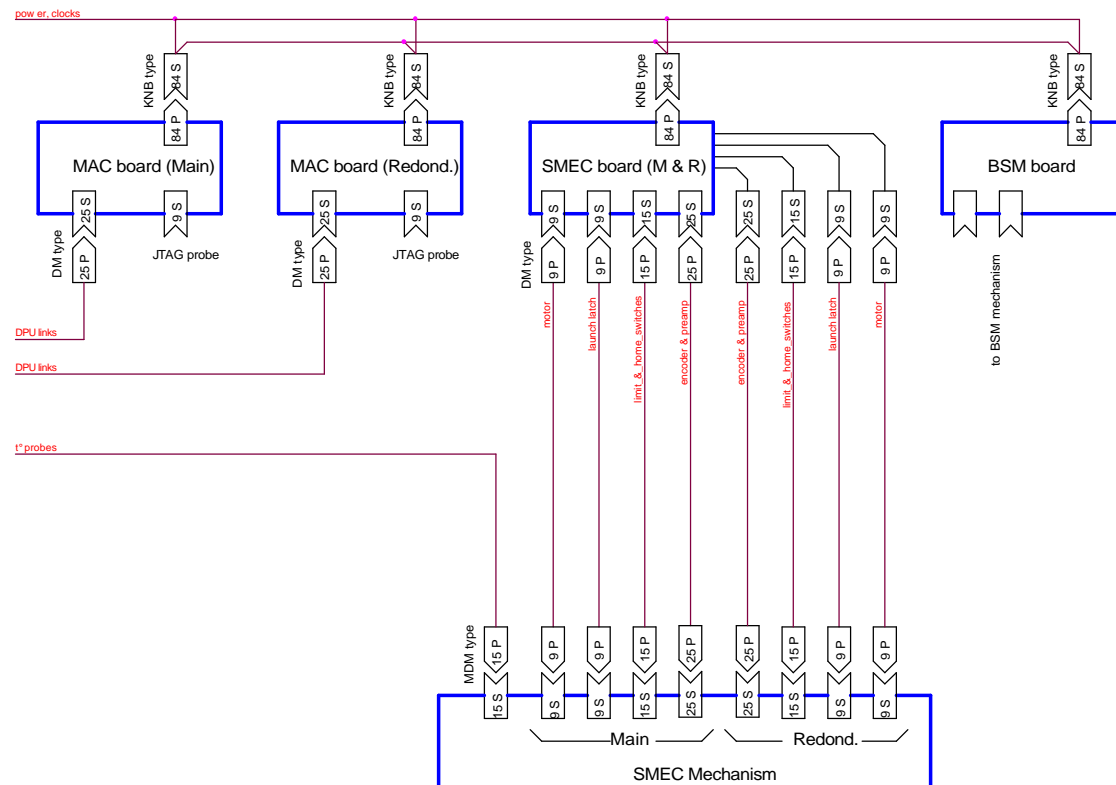 pow er, clocks
KNB type
84 S
KNB type
84 S
KNB type
84 S
KNB type
84 S
84 P
84 P
84 P
84 P
MAC board (Main)
MAC board (Redond.)
SMEC board (M & R)
BSM board
25 S
9 S
25 S
9 S
9 S
9 S
15 S
25 S
25 S
15 S
9 S
9 S
DM type
25 P
JTAG probe
DM type
25 P
JTAG probe
DM type
9 P
9 P
15 P
25 P
25 P
15 P
9 P
9 P
to BSM mechanism
motor
launch latch
limit_&_home_switches
encoder & preamp
encoder & preamp
limit_&_home_switches
launch latch
motor
DPU links
DPU links
t° probes
MDM type
15 P
9 P
9 P
15 P
25 P
25 P
15 P
9 P
9 P
15 S
9 S
9 S
15 S
25 S
25 S
15 S
9 S
9 S
Main
Redond.
SMEC Mechanism